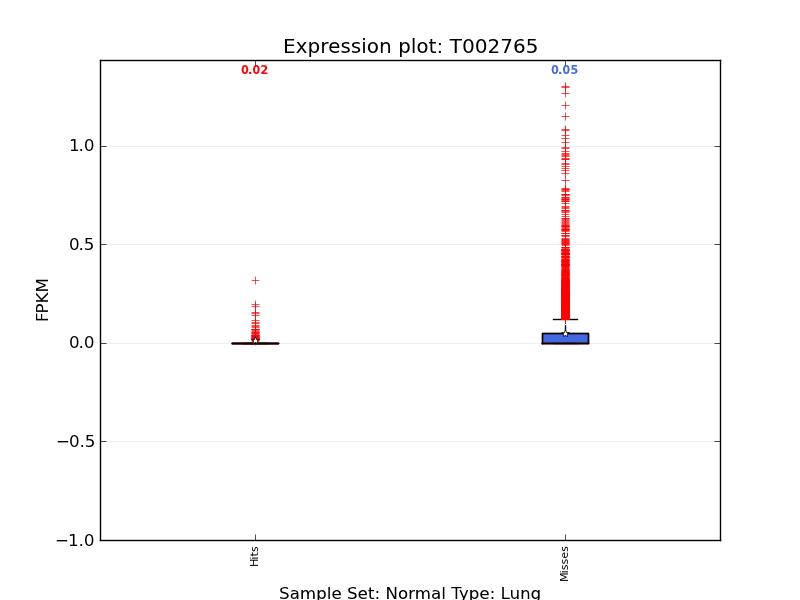 Expression plot: T002765
0.02
0.05
1.0
0.5
0.0
−0.5
−1.0
FPKM
Hits
Misses
Sample Set: Normal Type: Lung